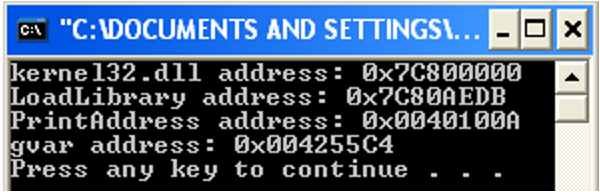 "C:\DOCUMENTS AND SETTINGS\...
kernel32.dll address: 0x7C800000
LoadLibrary address: 0x7C80AEDB
PrintAddress address: 0x0040100A
gvar address: 0x004255C4
Press any key to continue . . .